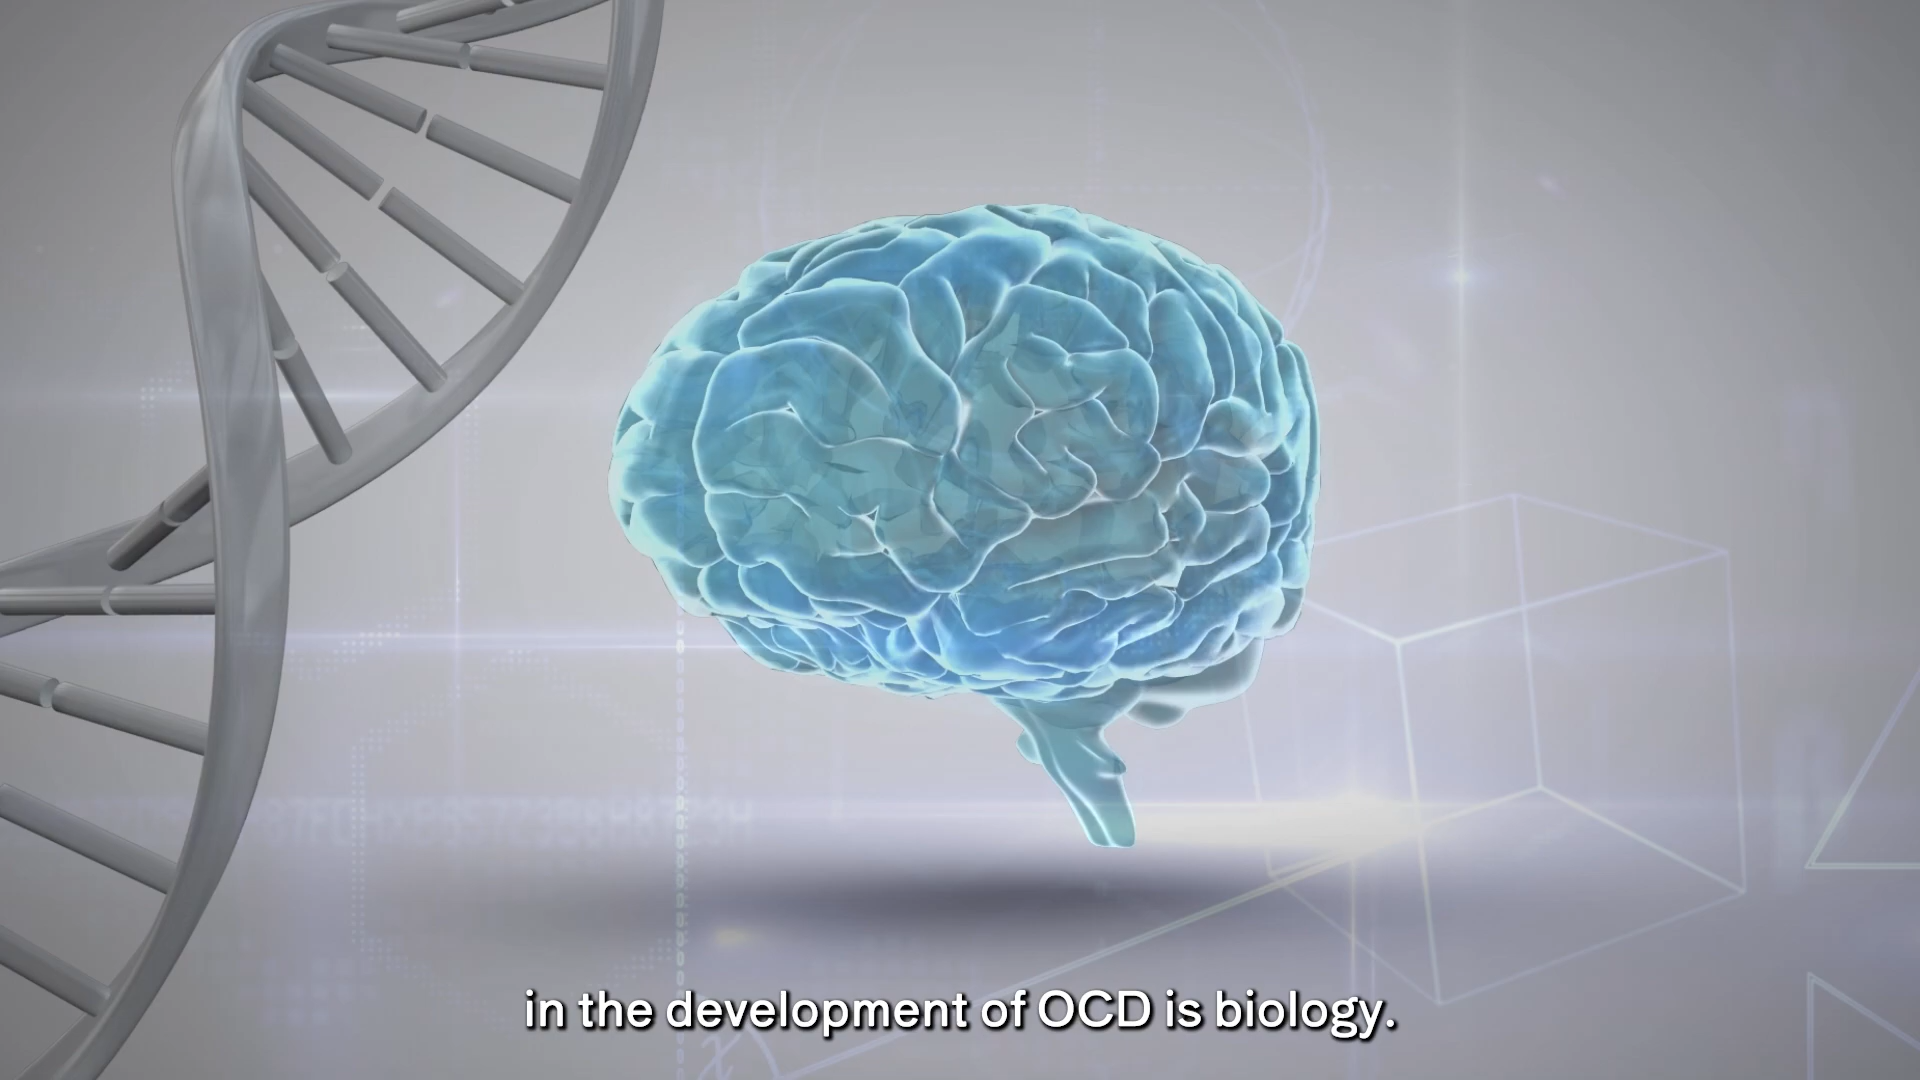 in the development of OCD is biology.